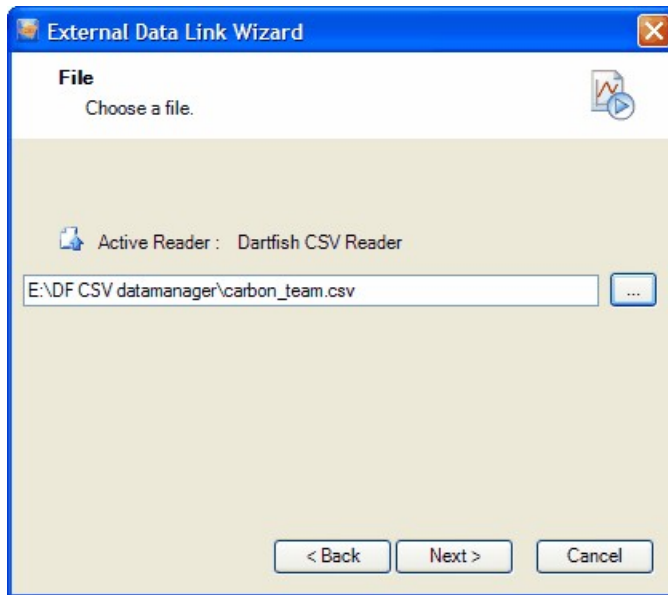 External Data Link Wizard
File
Choose a file.
Active Reader : Dartfish CSV Reader
E:\DF CSV datamanager\carbon_team.csv
...
< Back Next > Cancel